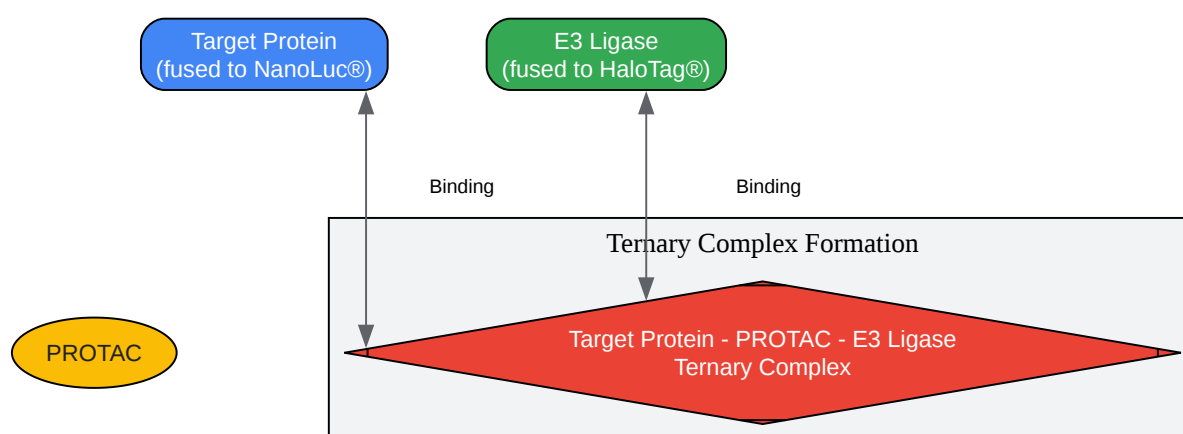 Target Protein
(fused to NanoLuc®)
E3 Ligase
(fused to HaloTag®)
Binding
Binding
Ternary Complex Formation
PROTAC
Target Protein - PROTAC - E3 Ligase
Ternary Complex